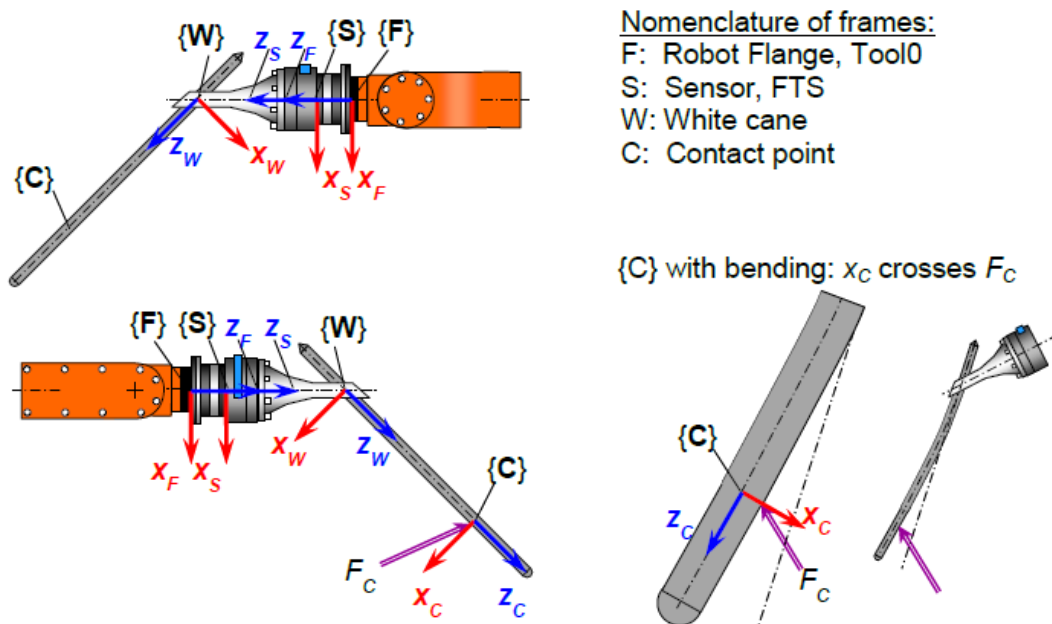 {W}
z_S
z_F
{S}
{F}
z_W
x_W
x_S
x_F
{C}
Nomenclature of frames:
F: Robot Flange, Tool0
S: Sensor, FTS
W: White cane
C: Contact point
{F}
{S}
z_F
z_S
{W}
x_F
x_S
x_W
z_W
{C}
F_C
x_C
z_C
{C} with bending: x_C crosses F_C
{C}
z_C
x_C
F_C